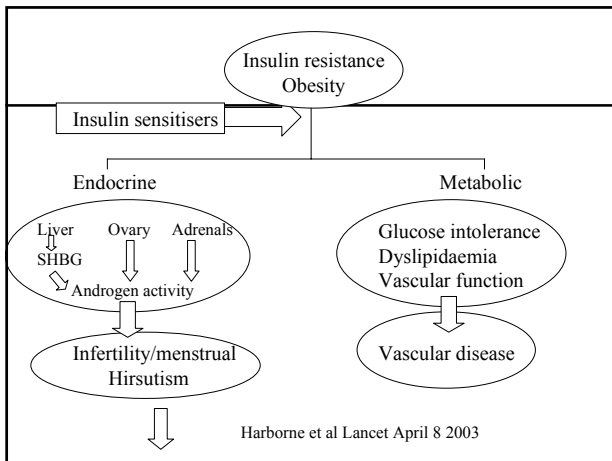 Insulin resistance
Obesity
Insulin sensitisers
Endocrine
Metabolic
Liver
Ovary
Adrenals
SHBG
Androgen activity
Glucose intolerance
Dyslipidaemia
Vascular function
Infertility/menstrual
Hirsutism
Vascular disease
Harborne et al Lancet April 8 2003